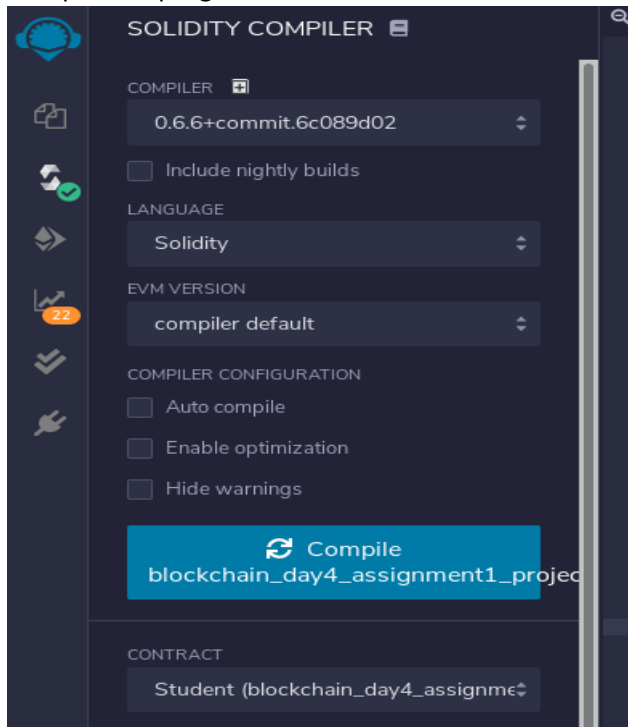 SOLIDITY COMPILER
COMPILER
0.6.6+commit.6c089d02
Include nightly builds
LANGUAGE
Solidity
EVM VERSION
compiler default
22
COMPILER CONFIGURATION
Auto compile
Enable optimization
Hide warnings
Compile
blockchain_day4_assignment1_projec
CONTRACT
Student (blockchain_day4_assignme